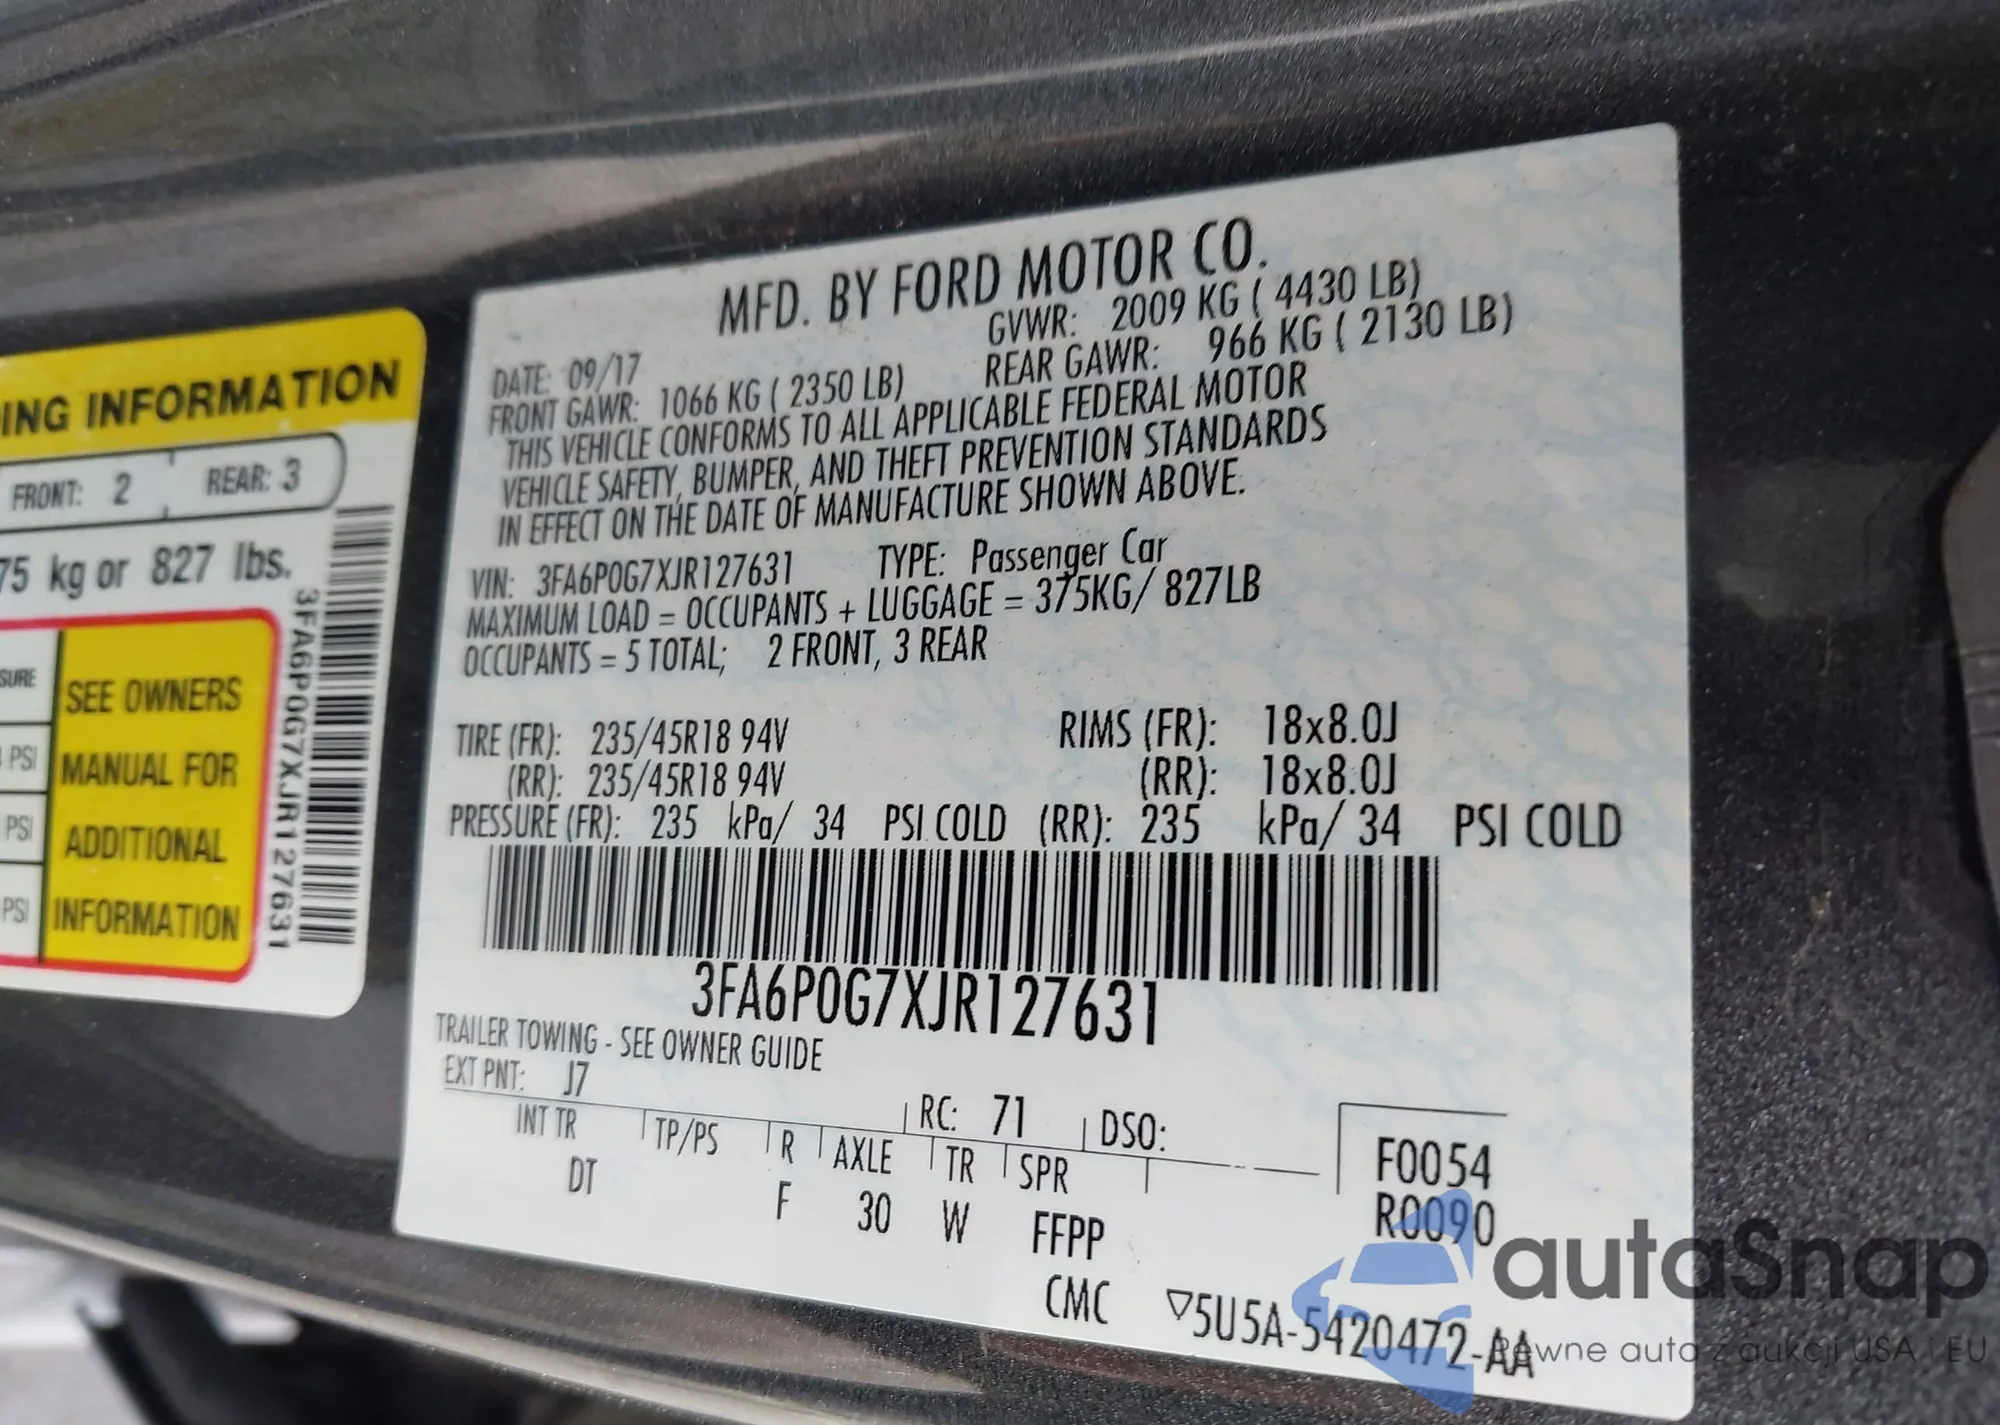 ING INFORMATION
FRONT: 2 REAR: 3
75 kg or 827 lbs.
SURE
PSI
PSI
PSI
SEE OWNERS
MANUAL FOR
ADDITIONAL
INFORMATION
3FA6P0G7XJR127631
MFD. BY FORD MOTOR CO.
DATE: 09/17 GVWR: 2009 KG ( 4430 LB)
FRONT GAWR: 1066 KG ( 2350 LB) REAR GAWR: 966 KG ( 2130 LB)
THIS VEHICLE CONFORMS TO ALL APPLICABLE FEDERAL MOTOR
VEHICLE SAFETY, BUMPER, AND THEFT PREVENTION STANDARDS
IN EFFECT ON THE DATE OF MANUFACTURE SHOWN ABOVE.
VIN: 3FA6P0G7XJR127631 TYPE: Passenger Car
MAXIMUM LOAD = OCCUPANTS + LUGGAGE = 375KG/ 827LB
OCCUPANTS = 5 TOTAL; 2 FRONT, 3 REAR
TIRE (FR): 235/45R18 94V RIMS (FR): 18x8.0J
(RR): 235/45R18 94V (RR): 18x8.0J
PRESSURE (FR): 235 kPa/ 34 PSI COLD (RR): 235 kPa/ 34 PSI COLD
3FA6P0G7XJR127631
TRAILER TOWING - SEE OWNER GUIDE
EXT PNT: J7 RC: 71 DSO:
INT TR TP/PS R AXLE TR SPR
DT F 30 W FFPP
CMC
F0054
R0090
▽5U5A-5420472-AA
autaSnap
Pewne auta z aukcji USA i EU